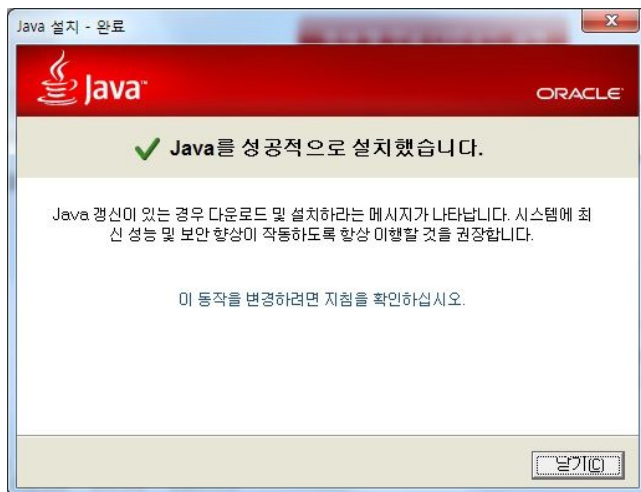 Java 설치 - 완료
Java™
ORACLE
Java를 성공적으로 설치했습니다.
Java 갱신이 있는 경우 다운로드 및 설치하라는 메시지가 나타납니다. 시스템에 최
신 성능 및 보안 향상이 작동하도록 항상 이행할 것을 권장합니다.
이 동작을 변경하려면 지침을 확인하십시오.
닫기(C)